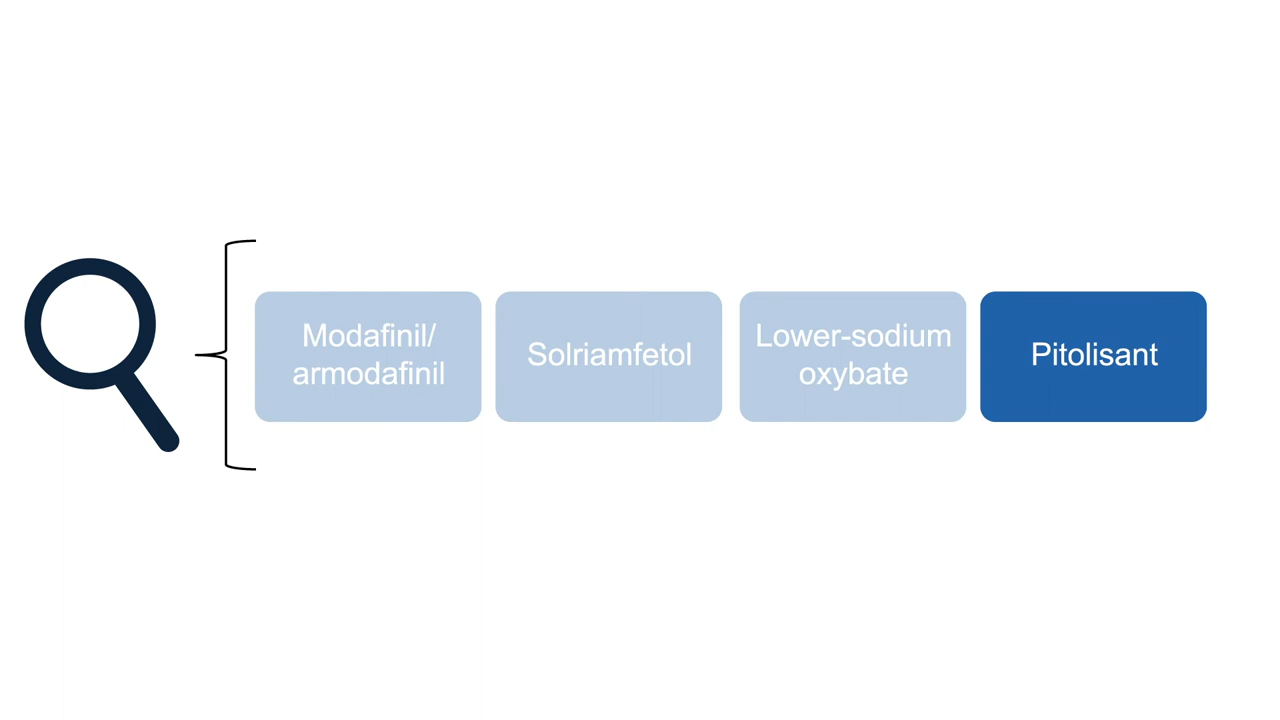 Modafinil/
armodafinil
Solriamfetol
Lower-sodium
oxybate
Pitolisant